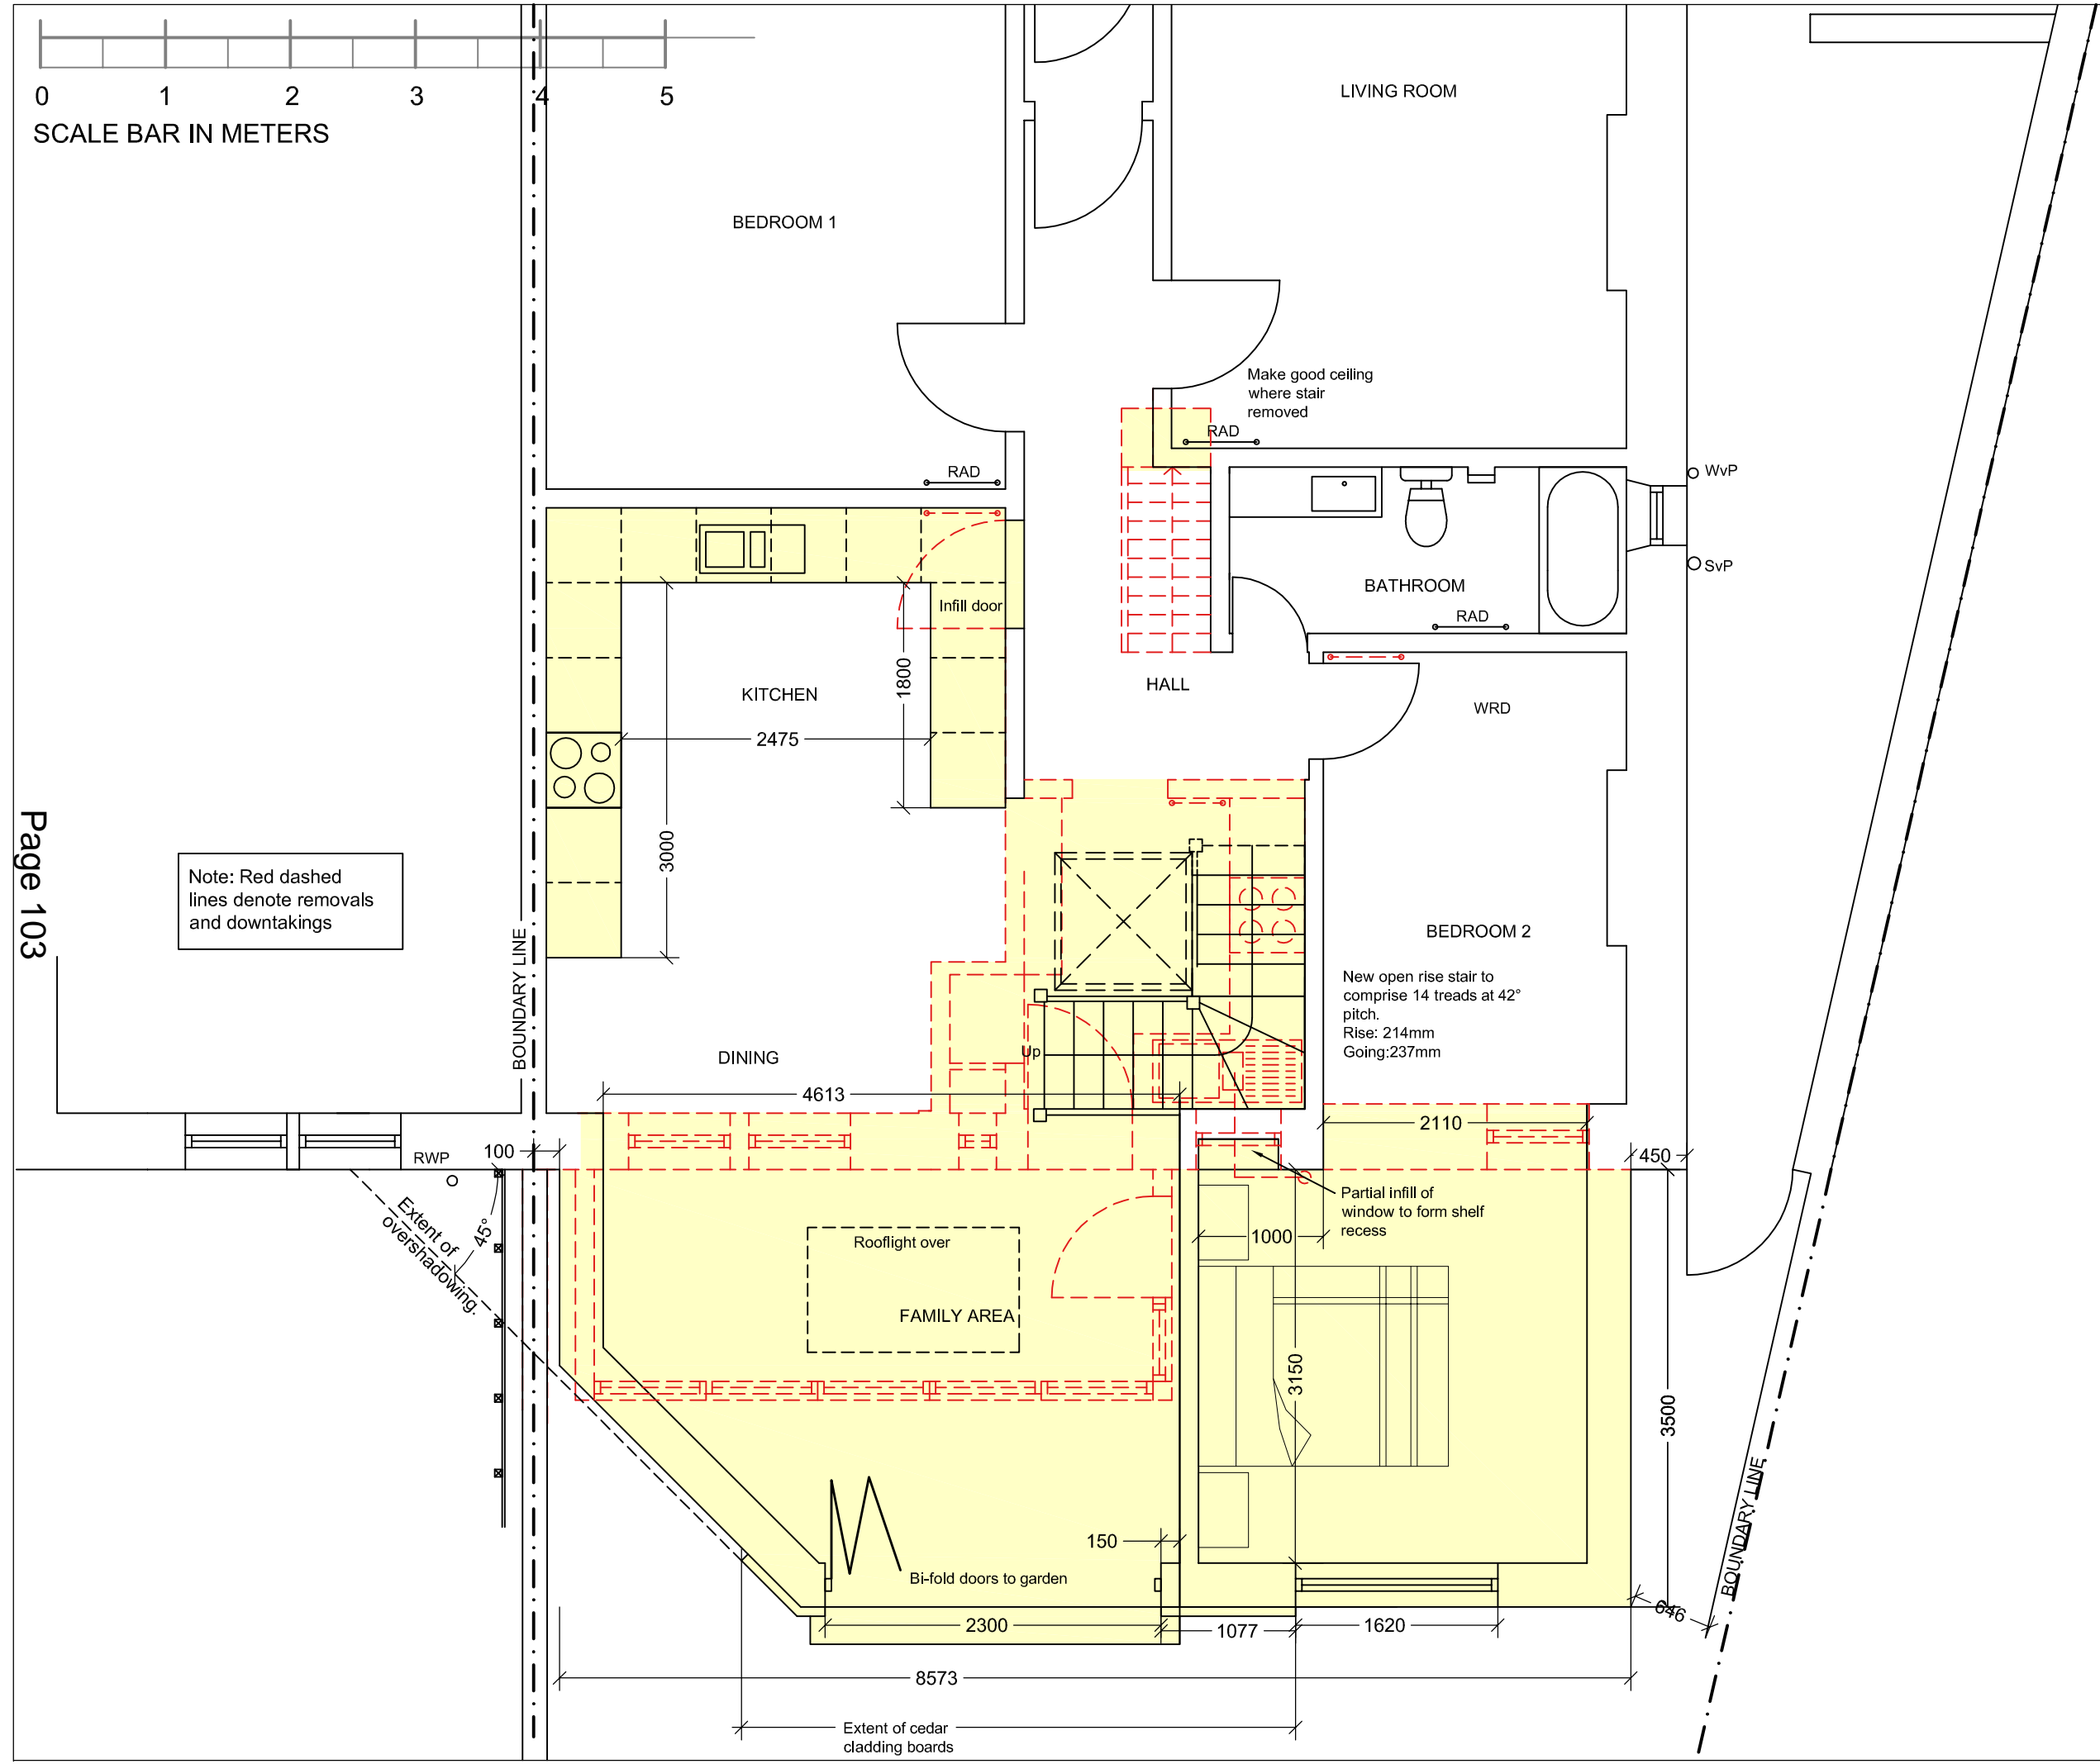 0 1 2 3 4 5
SCALE BAR IN METERS
LIVING ROOM
BEDROOM 1
Make good ceiling
where stair
removed
RAD
RAD
WvP
SvP
BATHROOM
RAD
Infill door
KITCHEN
1800
HALL
WRD
2475
3000
Page 103
Note: Red dashed
lines denote removals
and downtakings
BOUNDARY LINE
BEDROOM 2
New open rise stair to
comprise 14 treads at 42°
pitch.
Rise: 214mm
Going:237mm
Up
DINING
4613
2110
100
RWP
450
Extent of
overshadowing.
45°
Partial infill of
window to form shelf
recess
1000
Rooflight over
FAMILY AREA
3150
3500
BOUNDARY LINE
150
Bi-fold doors to garden
646
2300
1077
1620
8573
Extent of cedar
cladding boards